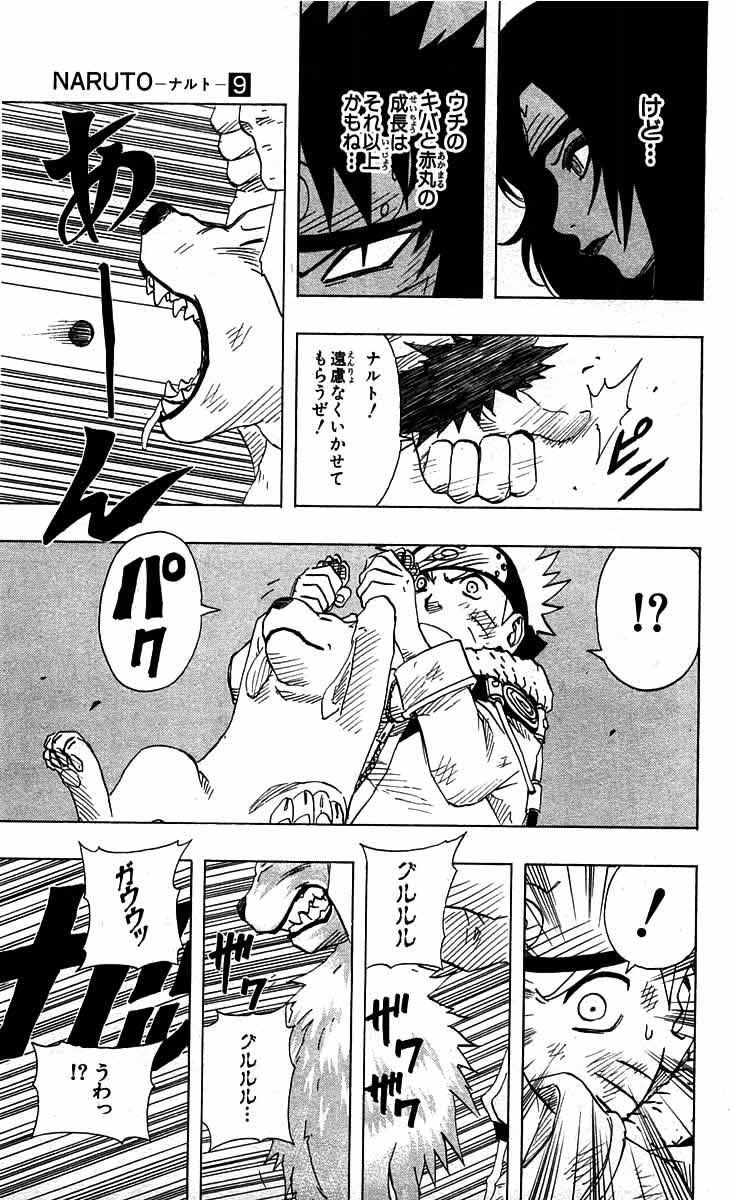 NARUTO—ナルト—9
けど…
ウチの
キバと赤丸の
成長は
それ以上
かもね…
ナルト!
遠慮なくいかせて
もらうぜ!
ピン
あーん
!?
パク
!
グルルル
ザワ
ザワ
ザワ
グルルル…
ガウウッ
うわっ
!?